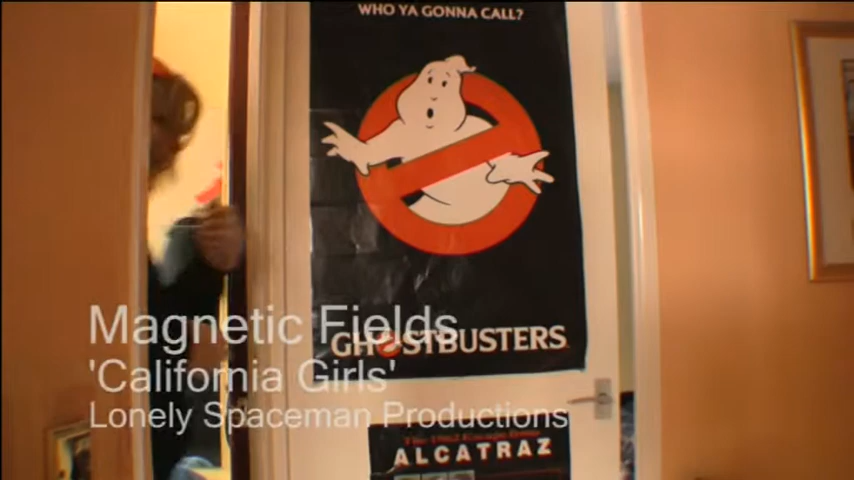 WHO YA GONNA CALL?
Magnetic Fields
GHOSTBUSTERS
'California Girls'
Lonely Spaceman Productions
ALCATRAZ